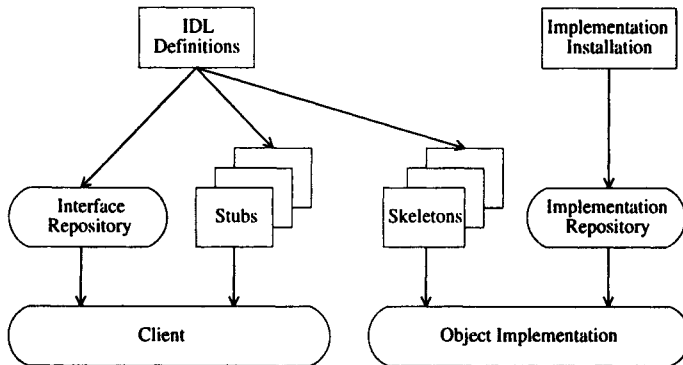 IDL
Definitions
Implementation
Installation
Interface
Repository
Stubs
Skeletons
Implementation
Repository
Client
Object Implementation